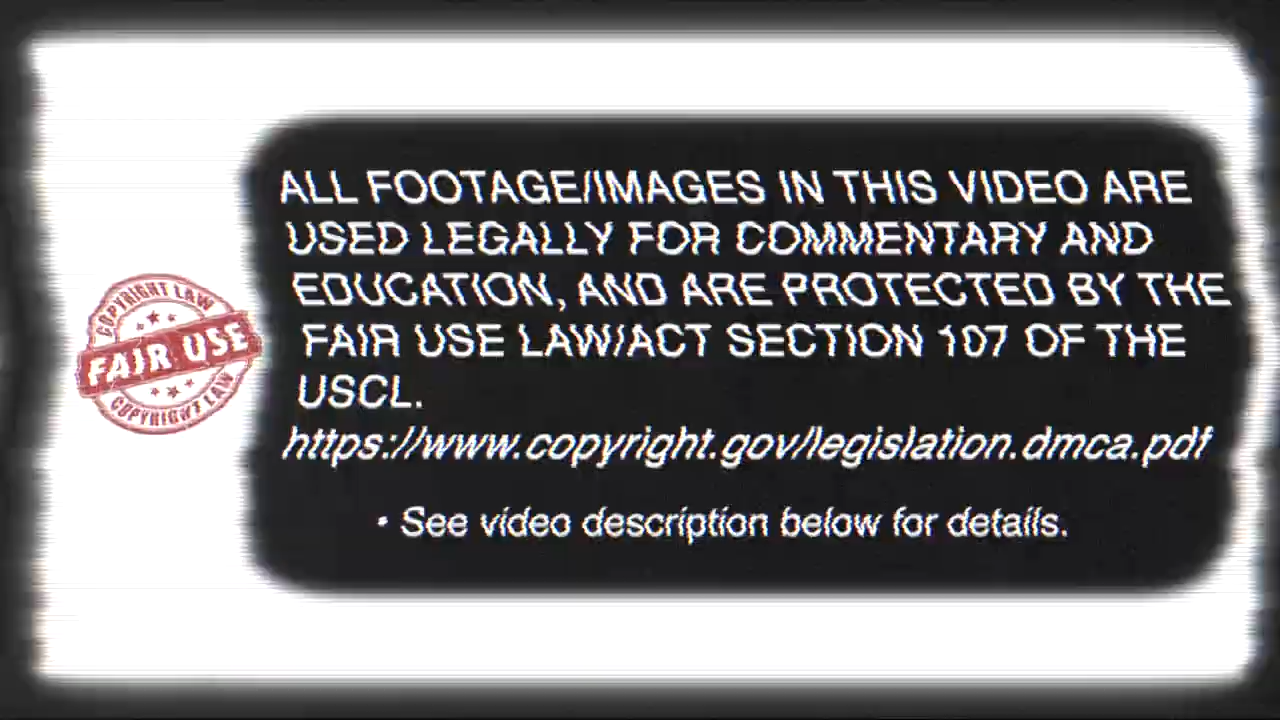 ALL FOOTAGE/IMAGES IN THIS VIDEO ARE
USED LEGALLY FOR COMMENTARY AND
EDUCATION, AND ARE PROTECTED BY THE
FAIR USE LAW/ACT SECTION 107 OF THE
USCL.
https://www.copyright.gov/legislation.dmca.pdf
• See video description below for details.
COPYRIGHT LAW
FAIR USE
COPYRIGHT LAW